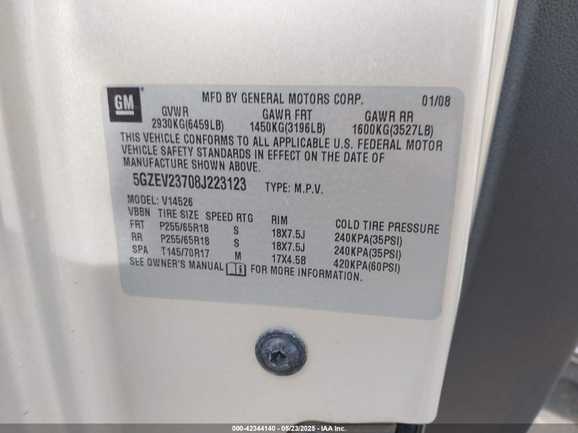 GM
MFD BY GENERAL MOTORS CORP. 01/08
GVWR GAWR FRT GAWR RR
2930KG(6459LB) 1450KG(3196LB) 1600KG(3527LB)
THIS VEHICLE CONFORMS TO ALL APPLICABLE U.S. FEDERAL MOTOR
VEHICLE SAFETY STANDARDS IN EFFECT ON THE DATE OF
MANUFACTURE SHOWN ABOVE.
5GZEV23708J223123 TYPE: M.P.V.
MODEL: V14526
VBBN TIRE SIZE SPEED RTG RIM COLD TIRE PRESSURE
FRT P255/65R18 S 18X7.5J 240KPA(35PSI)
RR P255/65R18 S 18X7.5J 240KPA(35PSI)
SPA T145/70R17 M 17X4.5B 420KPA(60PSI)
SEE OWNER'S MANUAL FOR MORE INFORMATION.
000-42344140 - 05/23/2025 - IAA Inc.